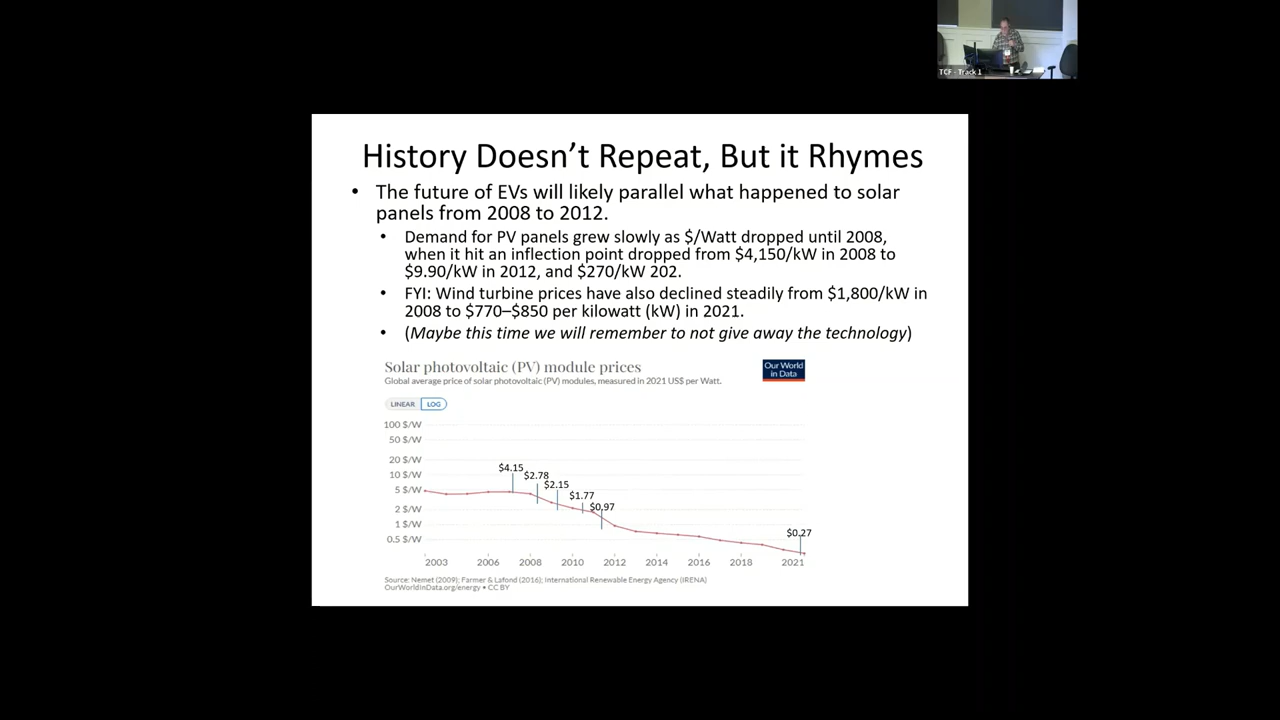 TCF - Track 1
History Doesn't Repeat, But it Rhymes
• The future of EVs will likely parallel what happened to solar
panels from 2008 to 2012.
• Demand for PV panels grew slowly as $/Watt dropped until 2008,
when it hit an inflection point dropped from $4,150/kW in 2008 to
$9.90/kW in 2012, and $270/kW 202.
• FYI: Wind turbine prices have also declined steadily from $1,800/kW in
2008 to $770–$850 per kilowatt (kW) in 2021.
• (Maybe this time we will remember to not give away the technology)
Solar photovoltaic (PV) module prices
Global average price of solar photovoltaic (PV) modules, measured in 2021 US$ per Watt.
Our World
in Data
LINEAR LOG
100 $/W
50 $/W
20 $/W
10 $/W
5 $/W
2 $/W
1 $/W
0.5 $/W
$4.15
$2.78
$2.15
$1.77
$0.97
$0.27
2003 2006 2008 2010 2012 2014 2016 2018 2021
Source: Nemet (2009); Farmer & Lafond (2016); International Renewable Energy Agency (IRENA)
OurWorldInData.org/energy • CC BY